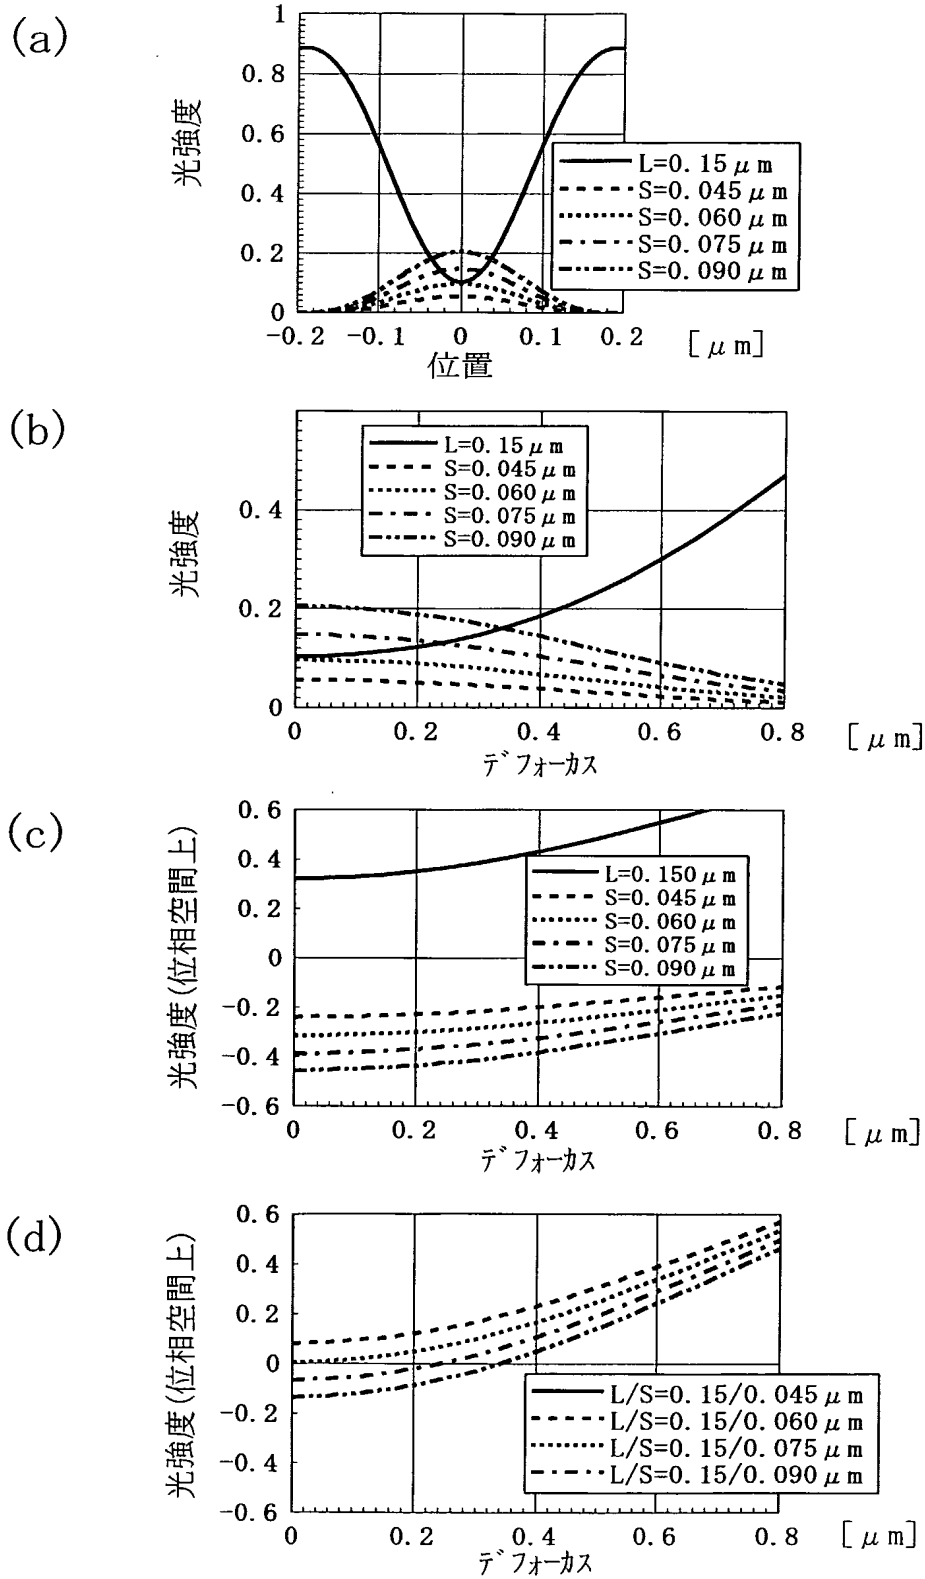 (a)
光強度
1
0.8
0.6
0.4
0.2
0
-0.2 -0.1 0 0.1 0.2 [μm]
位置
L=0.15μm
S=0.045μm
S=0.060μm
S=0.075μm
S=0.090μm
(b)
光強度
0.4
0.2
0
0 0.2 0.4 0.6 0.8 [μm]
デフォーカス
L=0.15μm
S=0.045μm
S=0.060μm
S=0.075μm
S=0.090μm
(c)
光強度(位相空間上)
0.6
0.4
0.2
0
-0.2
-0.4
-0.6
0 0.2 0.4 0.6 0.8 [μm]
デフォーカス
L=0.150μm
S=0.045μm
S=0.060μm
S=0.075μm
S=0.090μm
(d)
光強度(位相空間上)
0.6
0.4
0.2
0
-0.2
-0.4
-0.6
0 0.2 0.4 0.6 0.8 [μm]
デフォーカス
L/S=0.15/0.045μm
L/S=0.15/0.060μm
L/S=0.15/0.075μm
L/S=0.15/0.090μm